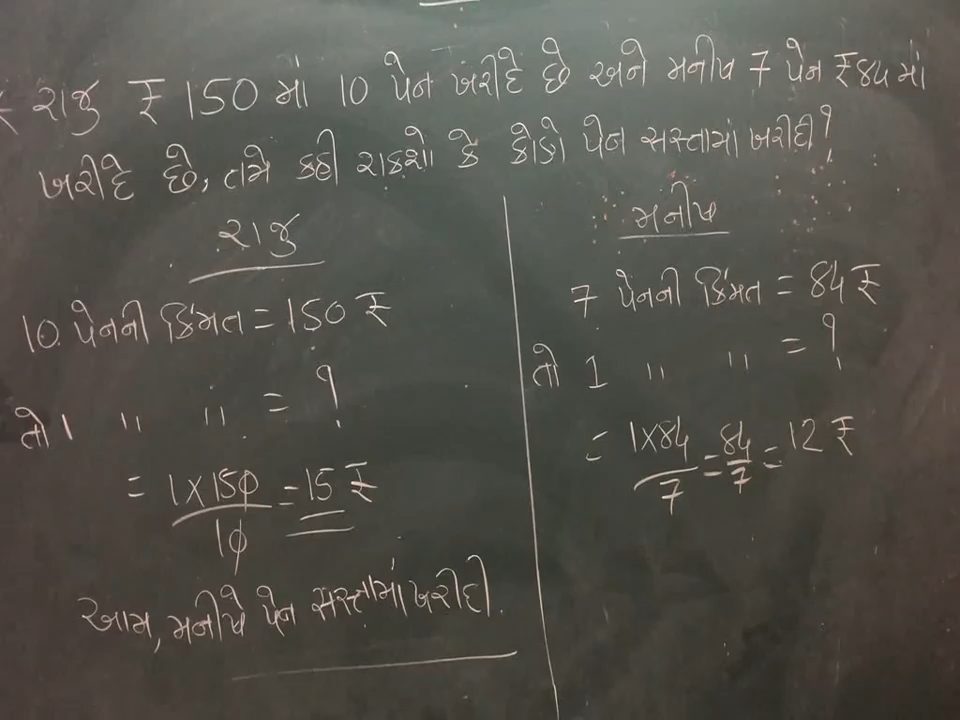 રાજુ ₹ 150 માં 10 પેન ખરીદે છે અને મનીષ 7 પેન ₹ 84 માં
ખરીદે છે, તમે કહી શકશો કે કોણે પેન સસ્તામાં ખરીદી?
રાજુ
10 પેનની કિંમત = 150 ₹
તો 1 " " = ?
= 1 × 150 / 10 = 15 ₹
મનીષ
7 પેનની કિંમત = 84 ₹
તો 1 " " = ?
= 1 × 84 / 7 = 84 / 7 = 12 ₹
આમ, મનીષે પેન સસ્તામાં ખરીદી.